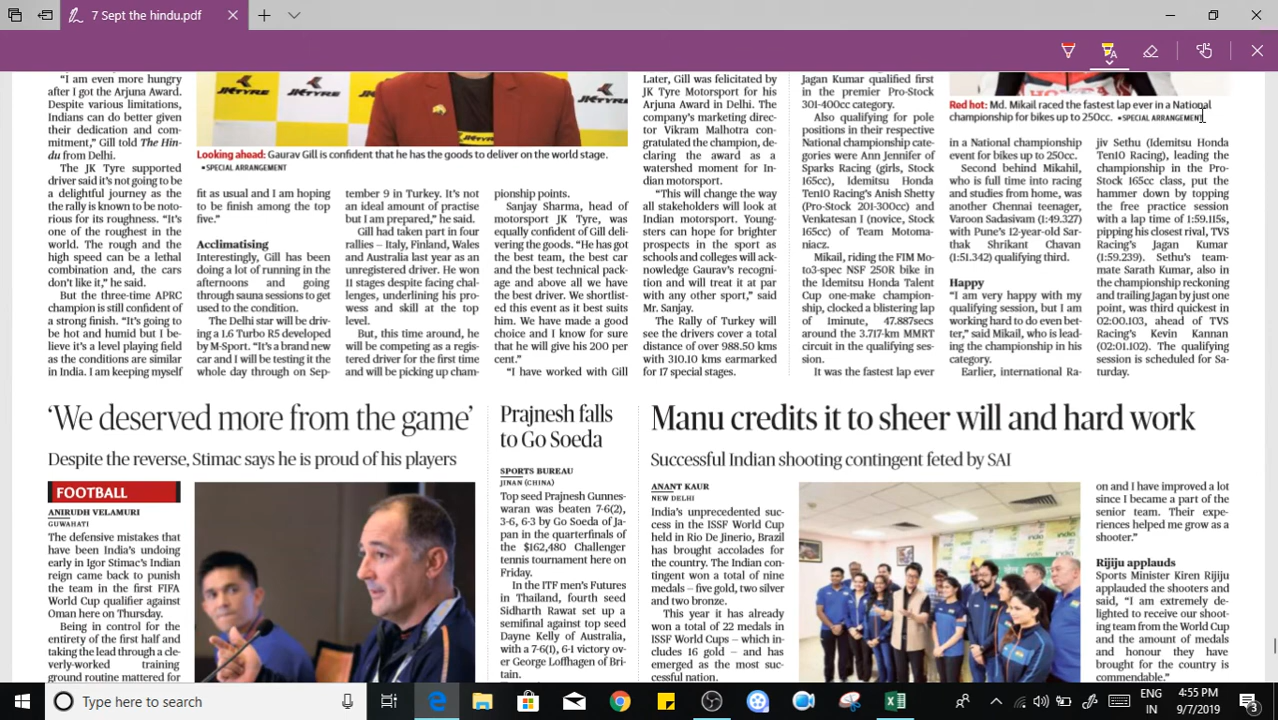 7 Sept the hindu.pdf
"I am even more hungry
after I got the Arjuna Award.
Despite various limitations,
Indians can do better given
their dedication and com-
mitment," Gill told The Hin-
du from Delhi.
The JK Tyre supported
driver said it's not going to be
a delightful journey as the
the rally is known to be noto-
rious for its roughness. "It's
one of the roughest in the
world. The rough and the
high speed can be a lethal
combination and, the cars
don't like it," he said.
But the three-time APRC
champion is still confident of
a strong finish. "It's going to
be hot and humid but I be-
lieve it's a level playing field
as the conditions are similar
in India. I am keeping myself
JKTYRE
JKTYRE
Looking ahead: Gaurav Gill is confident that he has the goods to deliver on the world stage.
•SPECIAL ARRANGEMENT
fit as usual and I am hoping
to be finish among the top
five."
Acclimatising
Interestingly, Gill has been
doing a lot of running in the
afternoons and going
through sauna sessions to get
used to the condition.
The Delhi star will be driv-
ing a 1.6 Turbo R5 developed
by M-Sport. "It's a brand new
car and I will be testing it the
whole day through on Sep-
tember 9 in Turkey. It's not
an ideal amount of practise
but I am prepared," he said.
Gill had taken part in four
rallies – Italy, Finland, Wales
and Australia last year as an
unregistered driver. He won
11 stages despite facing chal-
lenges, underlining his pro-
wess and skill at the top
level.
But, this time around, he
will be competing as a regis-
tered driver for the first time
and will be picking up cham-
pionship points.
Sanjay Sharma, head of
motorsport JK Tyre, was
equally confident of Gill deli-
vering the goods. "He has got
the best team, the best car
and the best technical pack-
age and above all we have
the best driver. We shortlist-
ed this event as it best suits
him. We have made a good
choice and I know for sure
that he will give his 200 per
cent."
"I have worked with Gill
Later, Gill was felicitated by
JK Tyre Motorsport for his
Arjuna Award in Delhi. The
company's marketing direc-
tor Vikram Malhotra con-
gratulated the champion, de-
claring the award as a
watershed moment for In-
dian motorsport.
"This will change the way
all stakeholders will look at
Indian motorsport. Young-
sters can hope for brighter
prospects in the sport as
schools and colleges will ack-
nowledge Gaurav's recogni-
tion and will treat it at par
with any other sport," said
Mr. Sanjay.
The Rally of Turkey will
see the drivers cover a total
distance of over 988.50 kms
with 310.10 kms earmarked
for 17 special stages.
Jagan Kumar qualified first
in the premier Pro-Stock
301-400cc category.
Also qualifying for pole
positions in their respective
National championship cate-
gories were Ann Jennifer of
Sparks Racing (girls, Stock
165cc), Idemitsu Honda
Ten10 Racing's Anish Shetty
(Pro-Stock 201-300cc) and
Venkatesan I (novice, Stock
165cc) of Team Motoma-
niacz.
Mikail, riding the FIM Mo-
to3-spec NSF 250R bike in
the Idemitsu Honda Talent
Cup one-make champion-
ship, clocked a blistering lap
of 1minute, 47.887secs
around the 3.717-km MMRT
circuit in the qualifying ses-
sion.
It was the fastest lap ever
HONDA
Red hot: Md. Mikail raced the fastest lap ever in a National
championship for bikes up to 250cc. •SPECIAL ARRANGEMENT
in a National championship
event for bikes up to 250cc.
Second behind Mikahil,
who is full time into racing
and studies from home, was
another Chennai teenager,
Varoon Sadasivam (1:49.327)
with Pune's 12-year-old Sar-
thak Shrikant Chavan
(1:51.342) qualifying third.
Happy
"I am very happy with my
qualifying session, but I am
working hard to do even bet-
ter," said Mikail, who is lead-
ing the championship in his
category.
Earlier, international Ra-
jiv Sethu (Idemitsu Honda
Ten10 Racing), leading the
championship in the Pro-
Stock 165cc class, put the
hammer down by topping
the free practice session
with a lap time of 1:59.115s,
pipping his closest rival, TVS
Racing's Jagan Kumar
(1:59.239). Sethu's team-
mate Sarath Kumar, also in
the championship reckoning
and trailing Jagan by just one
point, was third quickest in
02:00.103, ahead of TVS
Racing's Kevin Kannan
(02:01.102). The qualifying
session is scheduled for Sa-
turday.
'We deserved more from the game'
Despite the reverse, Stimac says he is proud of his players
FOOTBALL
ANIRUDH VELAMURI
GUWAHATI
The defensive mistakes that
have been India's undoing
early in Igor Stimac's Indian
reign came back to punish
the team in the first FIFA
World Cup qualifier against
Oman here on Thursday.
Being in control for the
entirety of the first half and
taking the lead through a cle-
verly-worked training
ground routine mattered for
Prajnesh falls
to Go Soeda
SPORTS BUREAU
JINAN (CHINA)
Top seed Prajnesh Gunnes-
waran was beaten 7-6(2),
3-6, 6-3 by Go Soeda of Ja-
pan in the quarterfinals of
the $162,480 Challenger
tennis tournament here on
Friday.
In the ITF men's Futures
in Thailand, fourth seed
Sidharth Rawat set up a
semifinal against top seed
Dayne Kelly of Australia,
with a 7-6(1), 6-1 victory ov-
er George Loffhagen of Bri-
tain.
Manu credits it to sheer will and hard work
Successful Indian shooting contingent feted by SAI
ANANT KAUR
NEW DELHI
India's unprecedented suc-
cess in the ISSF World Cup
held in Rio De Jinerio, Brazil
has brought accolades for
the country. The Indian con-
tingent won a total of nine
medals – five gold, two silver
and two bronze.
This year it has already
won a total of 22 medals in
ISSF World Cups – which in-
cludes 16 gold – and has
emerged as the most suc-
cessful nation.
on and I have improved a lot
since I became a part of the
senior team. Their expe-
riences helped me grow as a
shooter."
Rijiju applauds
Sports Minister Kiren Rijiju
applauded the shooters and
said, "I am extremely de-
lighted to receive our shoot-
ing team from the World Cup
and the amount of medals
and honour they have
brought for the country is
commendable."
Type here to search
ENG
IN
4:55 PM
9/7/2019
3